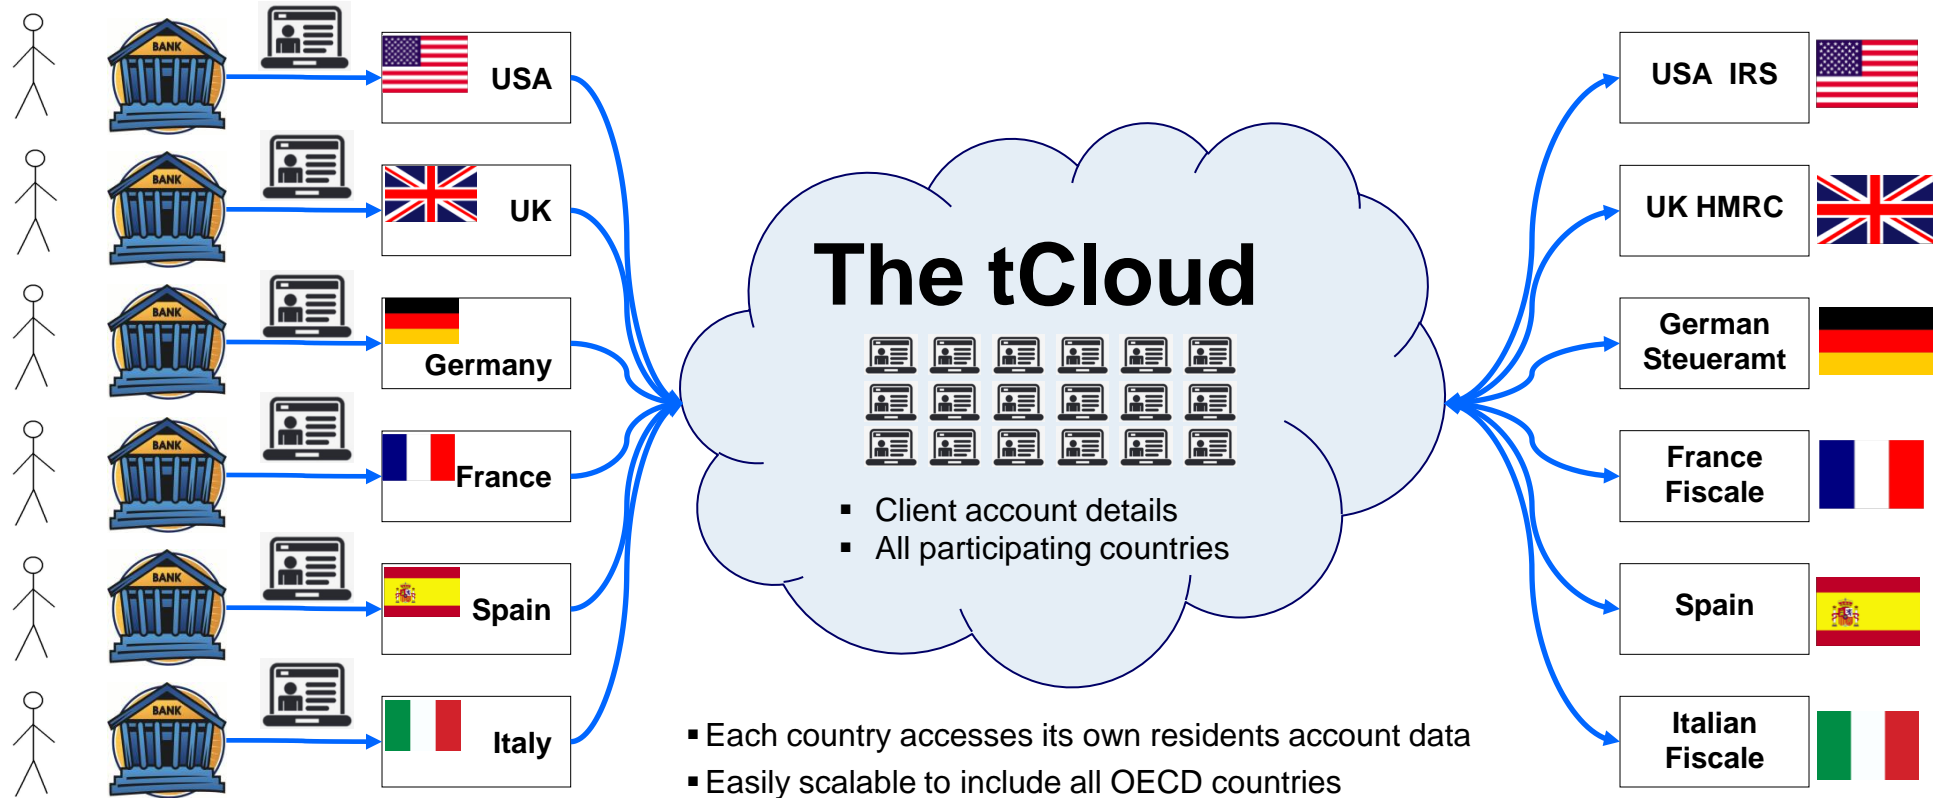 BANK
USA
BANK
UK
BANK
Germany
BANK
France
BANK
Spain
BANK
Italy
The tCloud
▪ Client account details
▪ All participating countries
▪ Each country accesses its own residents account data
▪ Easily scalable to include all OECD countries
USA IRS
UK HMRC
German
Steueramt
France
Fiscale
Spain
Italian
Fiscale